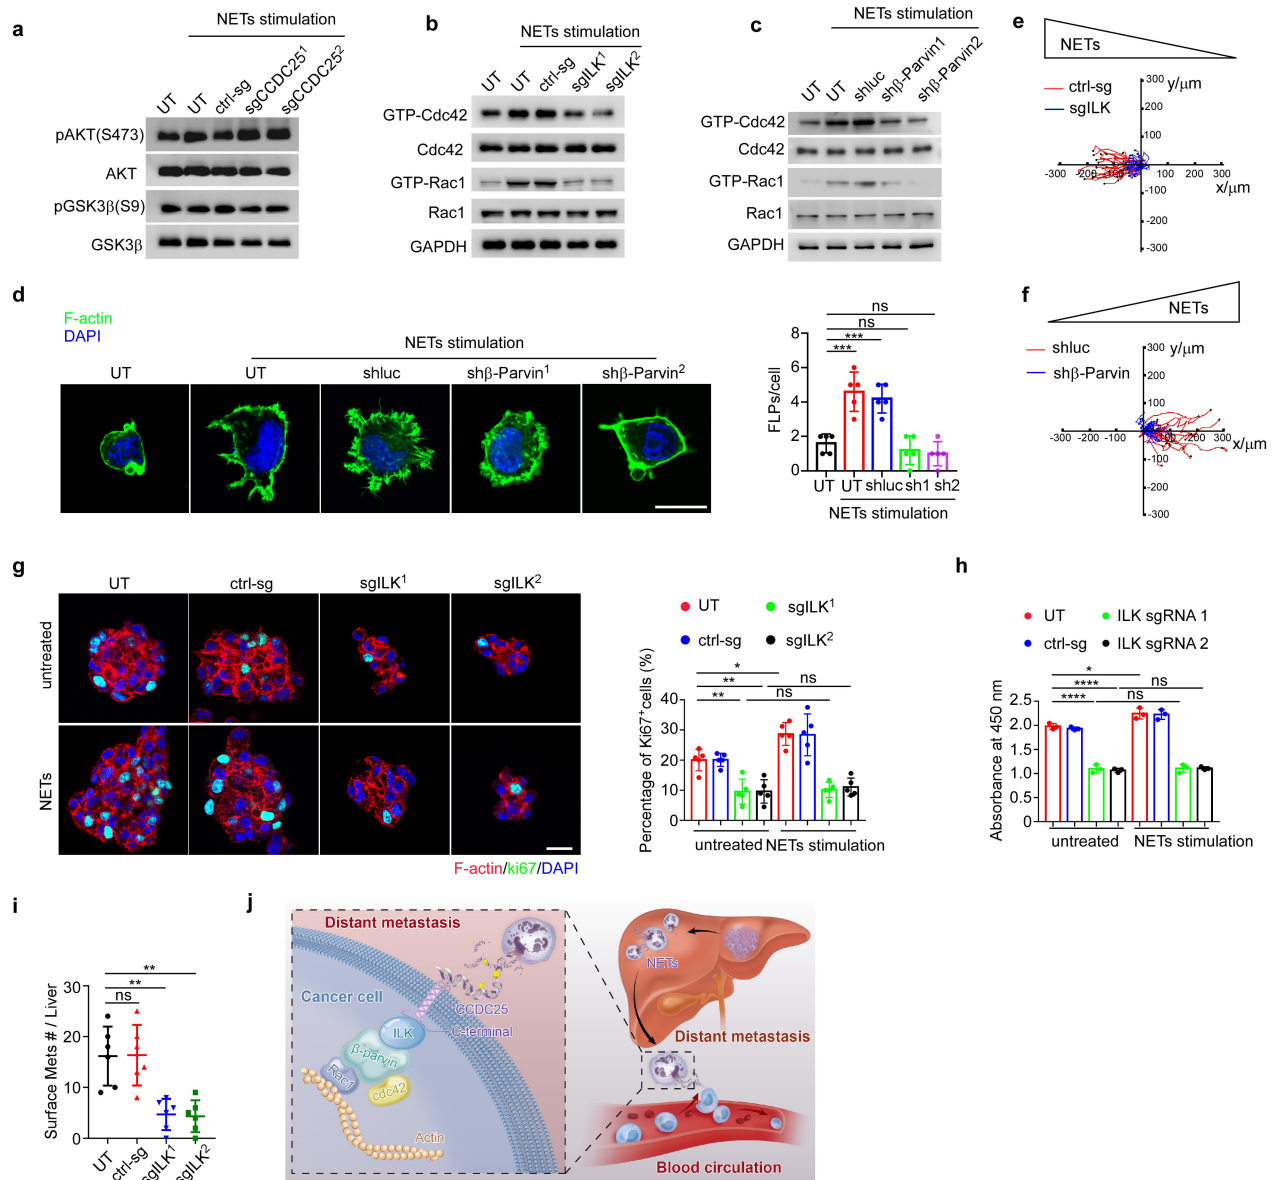 a
NETs stimulation
UT
UT
ctrl-sg
sgCCDC25¹
sgCCDC25²
pAKT(S473)
AKT
pGSK3β(S9)
GSK3β
b
NETs stimulation
UT
UT
ctrl-sg
sgILK¹
sgILK²
GTP-Cdc42
Cdc42
GTP-Rac1
Rac1
GAPDH
c
NETs stimulation
UT
UT
shluc
shβ-Parvin1
shβ-Parvin2
GTP-Cdc42
Cdc42
GTP-Rac1
Rac1
GAPDH
e
NETs
ctrl-sg
sgILK
y/μm
300
200
100
-300 -200 -100 0 100 200 300
x/μm
-100
-200
-300
d
F-actin
DAPI
NETs stimulation
UT
UT
shluc
shβ-Parvin¹
shβ-Parvin²
FLPs/cell
8
6
4
2
0
ns
ns
***
***
UT
UT
shluc
sh1
sh2
NETs stimulation
f
NETs
shluc
shβ-Parvin
y/μm
300
200
100
-300 -200 -100 0 100 200 300
x/μm
-100
-200
-300
g
UT
ctrl-sg
sgILK¹
sgILK²
untreated
NETs
F-actin/ki67/DAPI
UT
sgILK¹
ctrl-sg
sgILK²
Percentage of Ki67⁺cells (%)
40
30
20
10
0
*
**
ns
**
ns
untreated
NETs stimulation
h
UT
ILK sgRNA 1
ctrl-sg
ILK sgRNA 2
Absorbance at 450 nm
2.5
2.0
1.5
1.0
0.5
0
*
****
ns
****
ns
untreated
NETs stimulation
i
Surface Mets # / Liver
30
20
10
0
**
**
ns
UT
ctrl-sg
sgILK¹
sgILK²
j
Distant metastasis
Cancer cell
CCDC25
C-terminal
ILK
β-parvin
Rac1
cdc42
Actin
NETs
Distant metastasis
Blood circulation